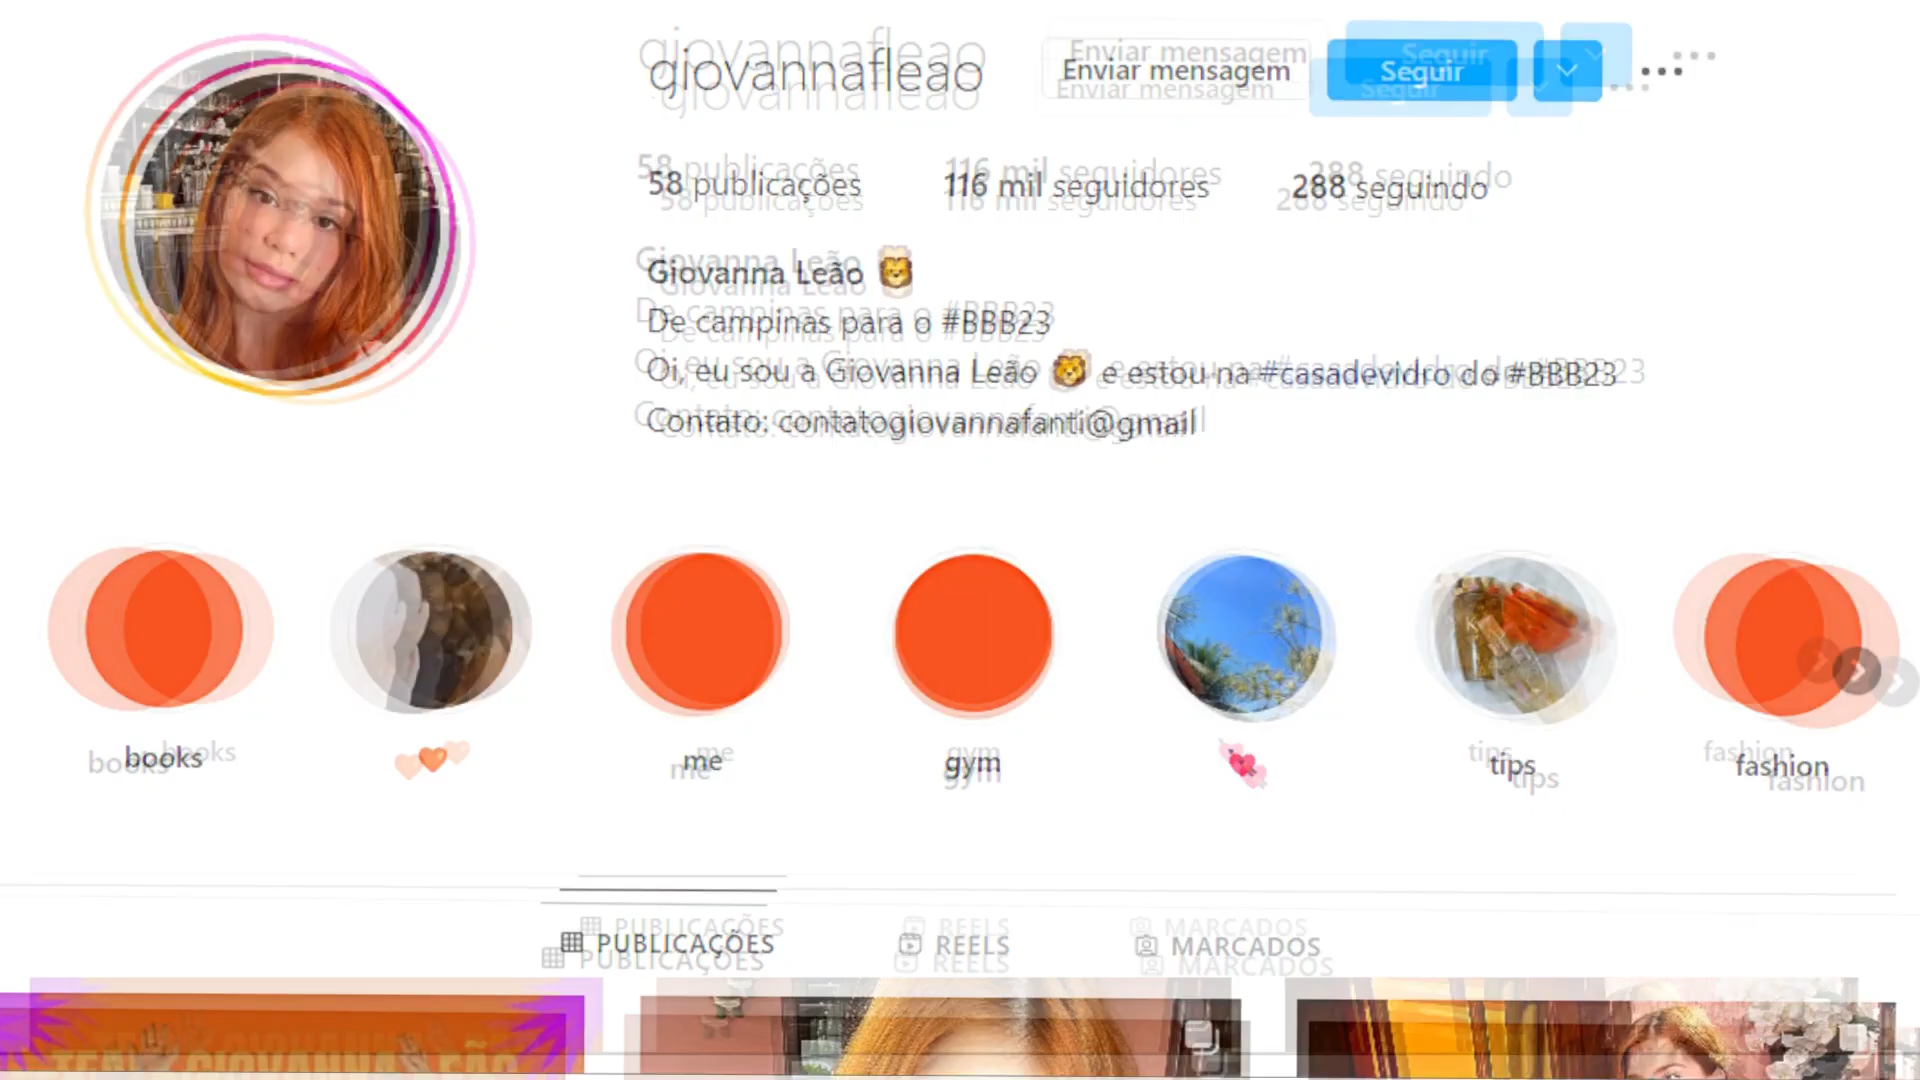 giovannafleao Enviar mensagem Seguir
58 publicações 116 mil seguidores 288 seguindo
Giovanna Leão 🦁
De campinas para o #BBB23
Oi, eu sou a Giovanna Leão 🦁 e estou na #casadevidro do #BBB23
Contato: contatogiovannafanti@gmail
books 🧡 me gym 💘 tips fashion
PUBLICAÇÕES REELS MARCADOS
GIOVANNA